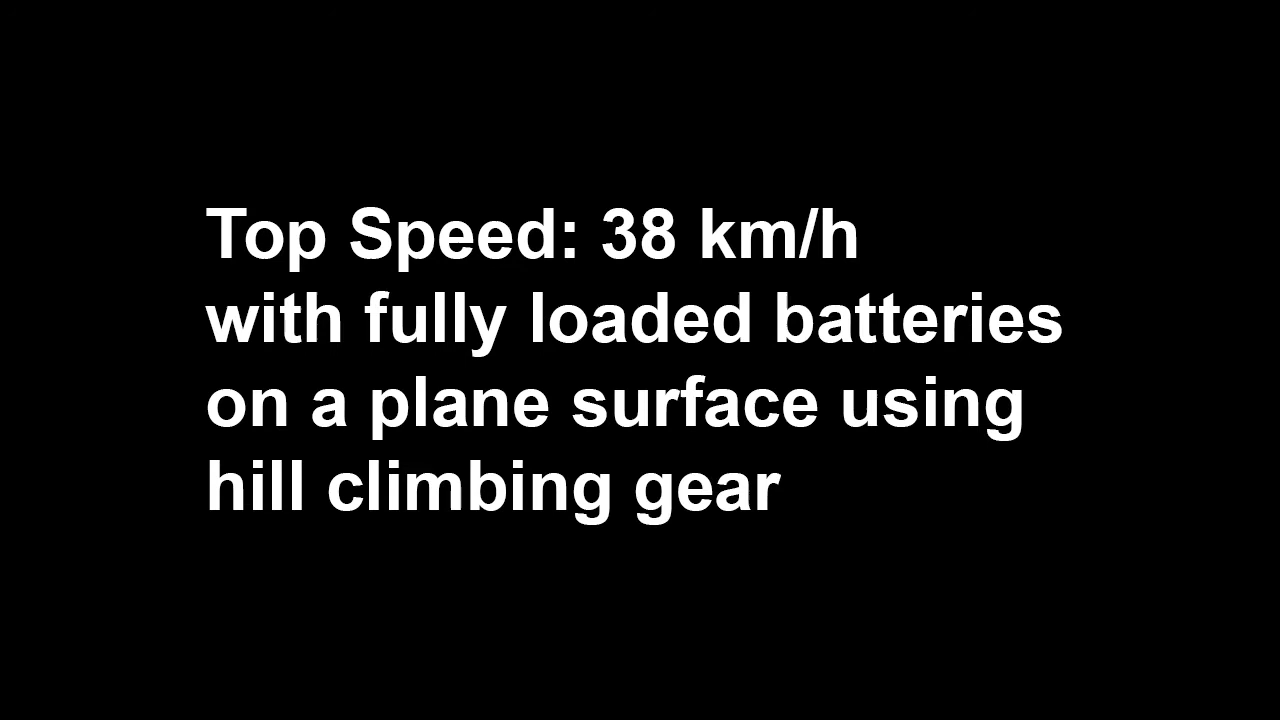 Top Speed: 38 km/h
with fully loaded batteries
on a plane surface using
hill climbing gear